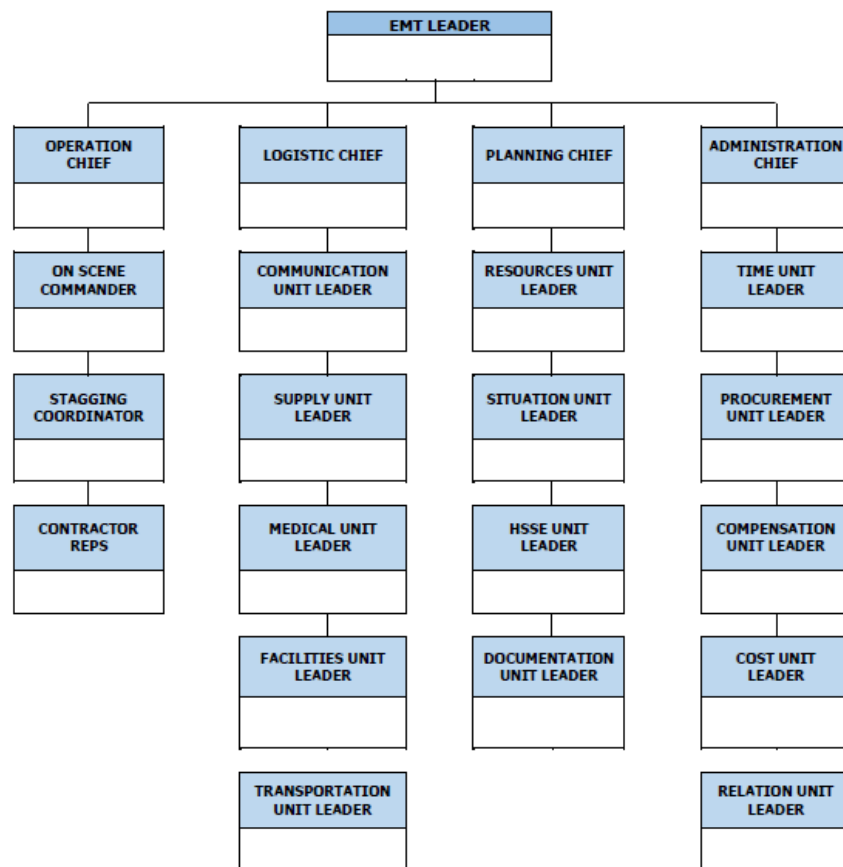 EMT LEADER
OPERATION
CHIEF
LOGISTIC CHIEF
PLANNING CHIEF
ADMINISTRATION
CHIEF
ON SCENE
COMMANDER
COMMUNICATION
UNIT LEADER
RESOURCES UNIT
LEADER
TIME UNIT
LEADER
STAGGING
COORDINATOR
SUPPLY UNIT
LEADER
SITUATION UNIT
LEADER
PROCUREMENT
UNIT LEADER
CONTRACTOR
REPS
MEDICAL UNIT
LEADER
HSSE UNIT
LEADER
COMPENSATION
UNIT LEADER
FACILITIES UNIT
LEADER
DOCUMENTATION
UNIT LEADER
COST UNIT
LEADER
TRANSPORTATION
UNIT LEADER
RELATION UNIT
LEADER